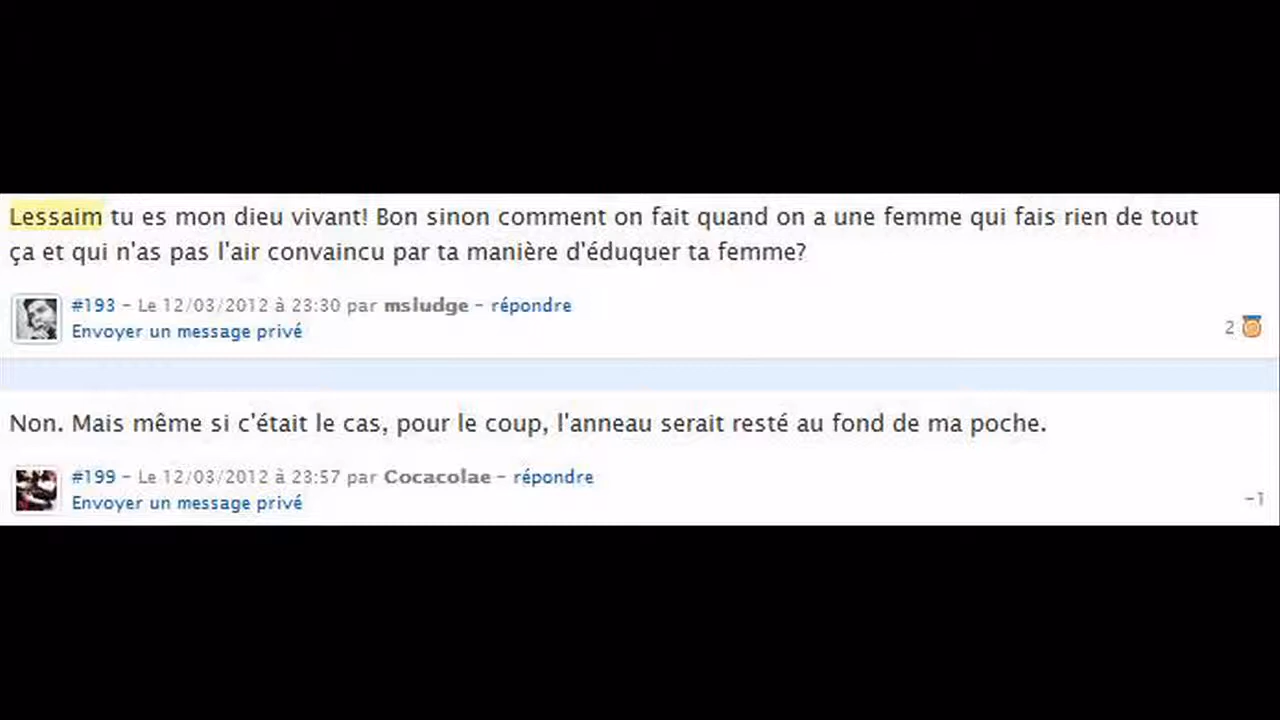 Lessaim tu es mon dieu vivant! Bon sinon comment on fait quand on a une femme qui fais rien de tout
ça et qui n'as pas l'air convaincu par ta manière d'éduquer ta femme?
#193 - Le 12/03/2012 à 23:30 par msludge - répondre
Envoyer un message privé
2
Non. Mais même si c'était le cas, pour le coup, l'anneau serait resté au fond de ma poche.
#199 - Le 12/03/2012 à 23:57 par Cocacolae - répondre
Envoyer un message privé
-1